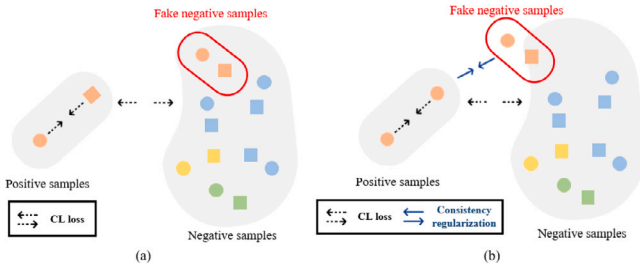 Fake negative samples
Positive samples
CL loss
Negative samples
(a)
Fake negative samples
Positive samples
CL loss
Consistency
regularization
Negative samples
(b)